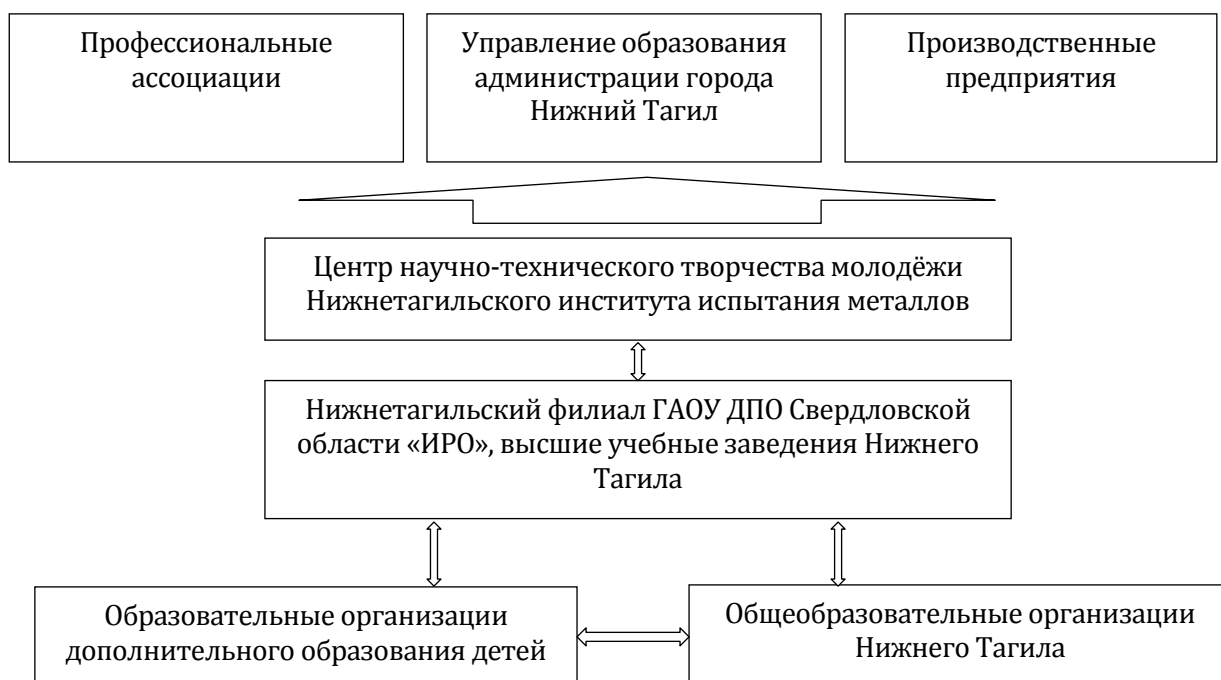 Профессиональные
ассоциации
Управление образования
администрации города
Нижний Тагил
Производственные
предприятия
Центр научно-технического творчества молодёжи
Нижнетагильского института испытания металлов
Нижнетагильский филиал ГАОУ ДПО Свердловской
области «ИРО», высшие учебные заведения Нижнего
Тагила
Образовательные организации
дополнительного образования детей
Общеобразовательные организации
Нижнего Тагила